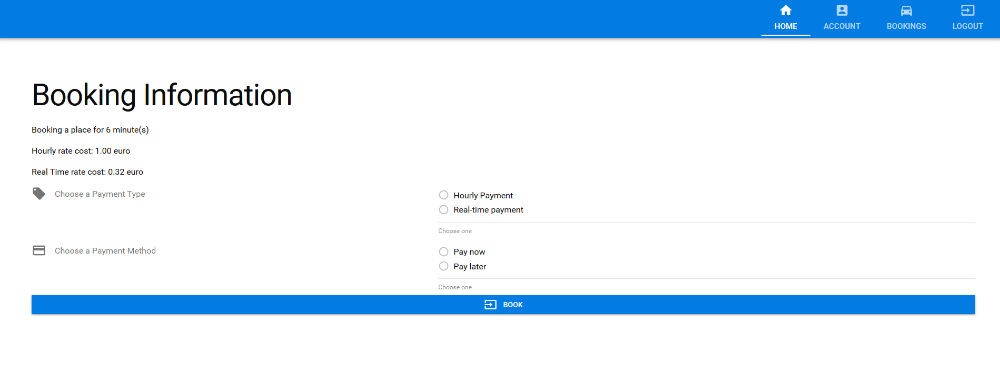 HOME ACCOUNT BOOKINGS LOGOUT
Booking Information
Booking a place for 6 minute(s)
Hourly rate cost: 1.00 euro
Real Time rate cost: 0.32 euro
Choose a Payment Type
Hourly Payment
Real-time payment
Choose one
Choose a Payment Method
Pay now
Pay later
Choose one
BOOK